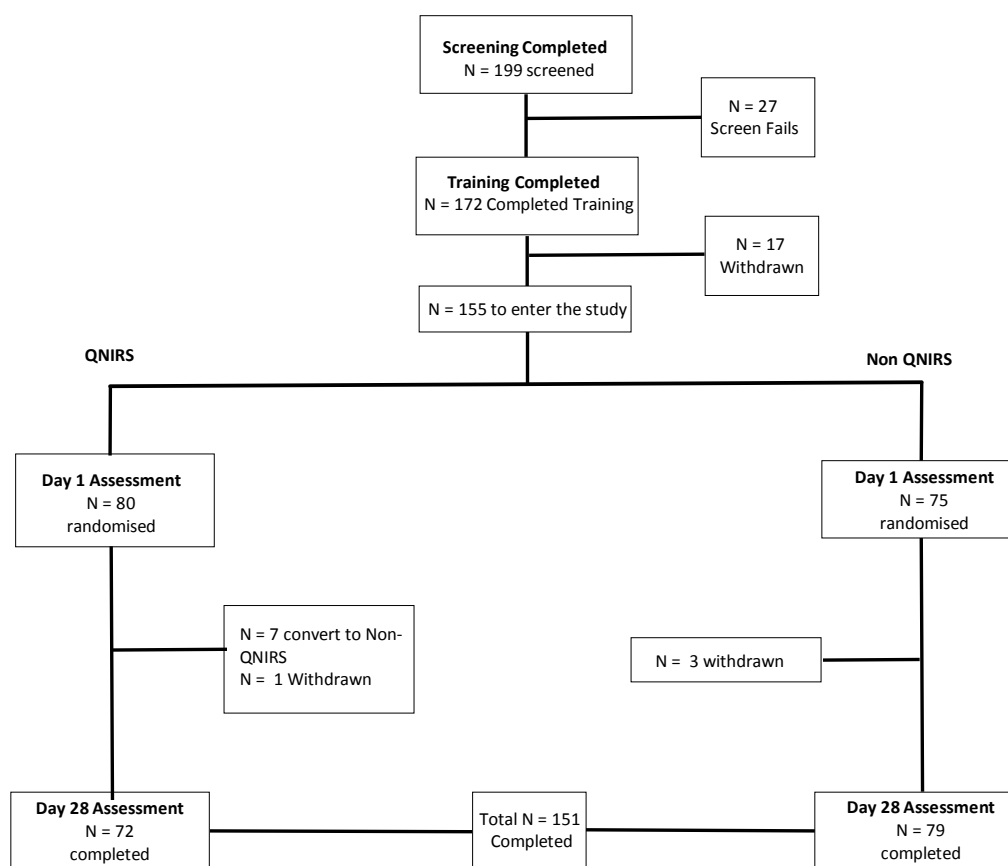 Screening Completed
N = 199 screened
N = 27
Screen Fails
Training Completed
N = 172 Completed Training
N = 17
Withdrawn
N = 155 to enter the study
QNIRS
Non QNIRS
Day 1 Assessment
N = 80
randomised
Day 1 Assessment
N = 75
randomised
N = 7 convert to Non-
QNIRS
N = 1 Withdrawn
N = 3 withdrawn
Day 28 Assessment
N = 72
completed
Total N = 151
Completed
Day 28 Assessment
N = 79
completed